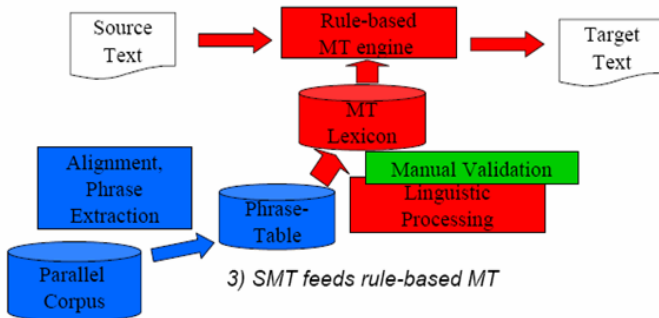 Source
Text
Rule-based
MT engine
Target
Text
MT
Lexicon
Alignment,
Phrase
Extraction
Manual Validation
Linguistic
Processing
Phrase-
Table
Parallel
Corpus
3) SMT feeds rule-based MT